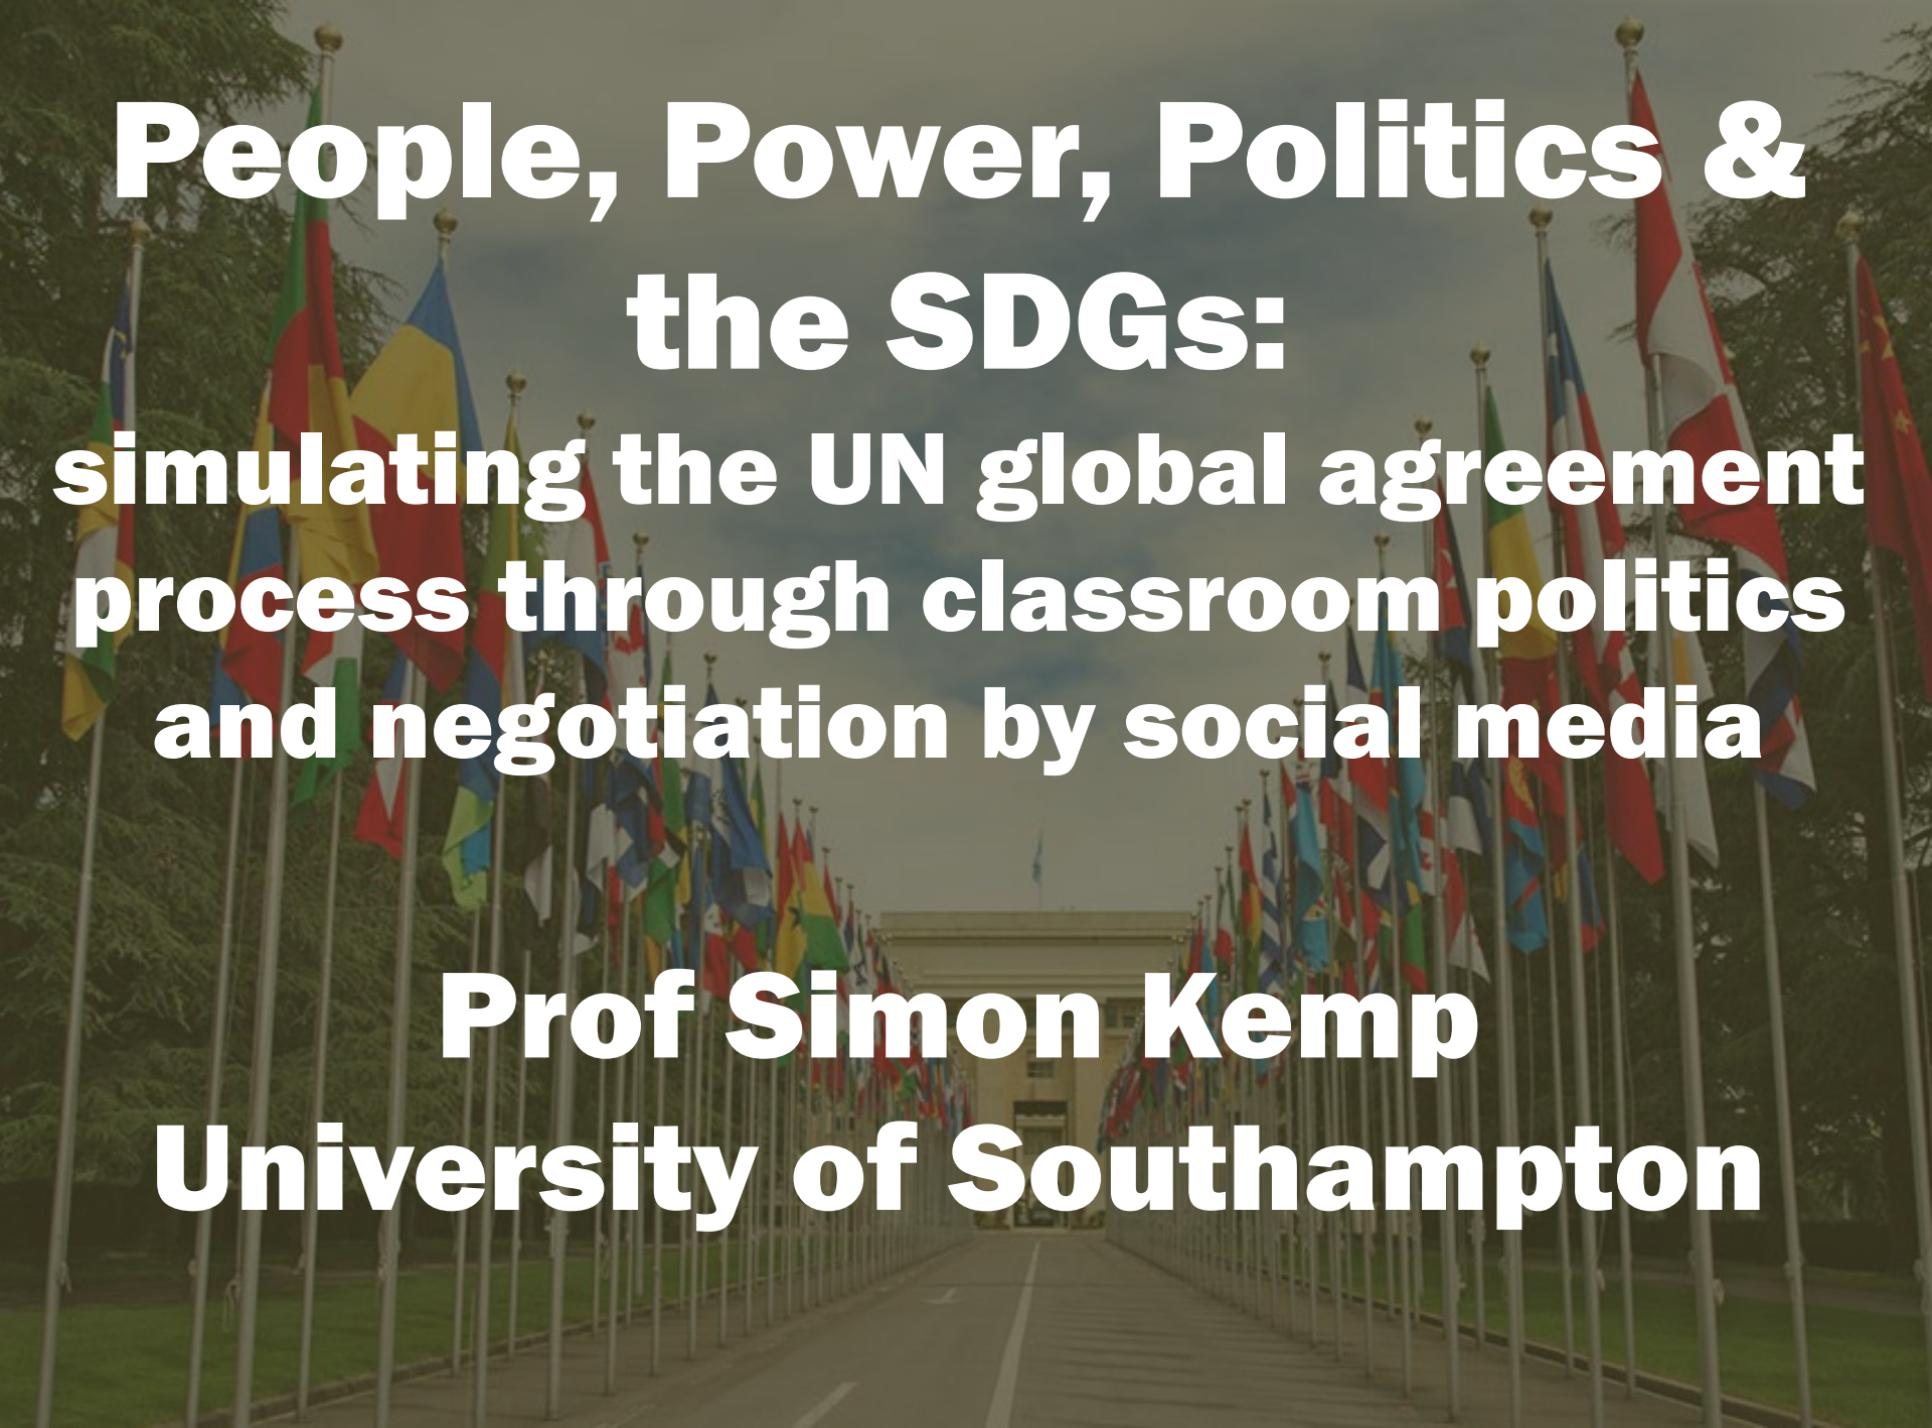 People, Power, Politics &
the SDGs:
simulating the UN global agreement
process through classroom politics
and negotiation by social media
Prof Simon Kemp
University of Southampton